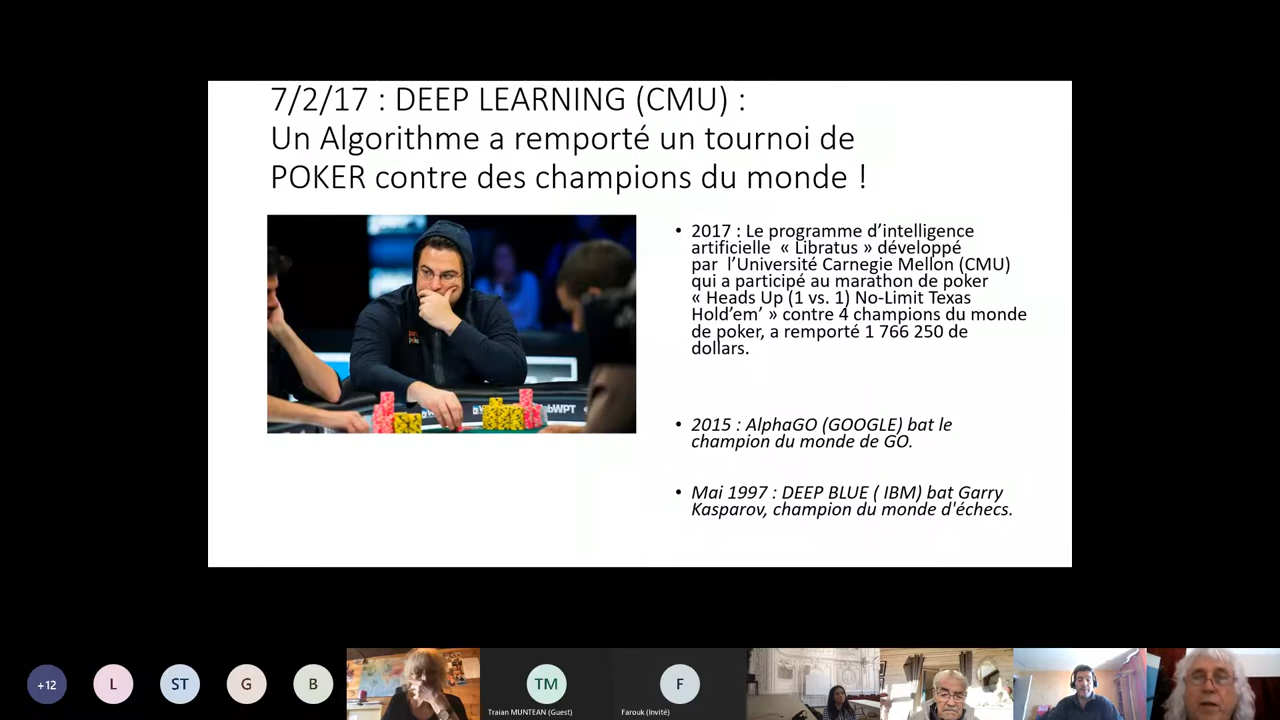 7/2/17 : DEEP LEARNING (CMU) :
Un Algorithme a remporté un tournoi de
POKER contre des champions du monde !
• 2017 : Le programme d’intelligence
artificielle « Libratus » développé
par l’Université Carnegie Mellon (CMU)
qui a participé au marathon de poker
« Heads Up (1 vs. 1) No-Limit Texas
Hold’em’ » contre 4 champions du monde
de poker, a remporté 1 766 250 de
dollars.
• 2015 : AlphaGO (GOOGLE) bat le
champion du monde de GO.
• Mai 1997 : DEEP BLUE ( IBM) bat Garry
Kasparov, champion du monde d'échecs.
+12
L
ST
G
B
TM
Traian MUNTEAN (Guest)
F
Farouk (Invité)